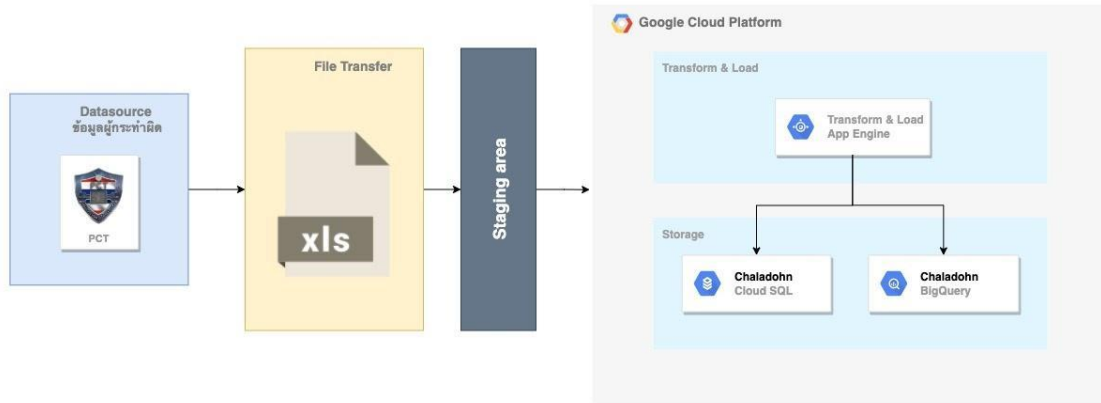 Datasource
ข้อมูลผู้กระทำผิด
PCT
File Transfer
xls
Staging area
Google Cloud Platform
Transform & Load
Transform & Load
App Engine
Storage
Chaladohn
Cloud SQL
Chaladohn
BigQuery